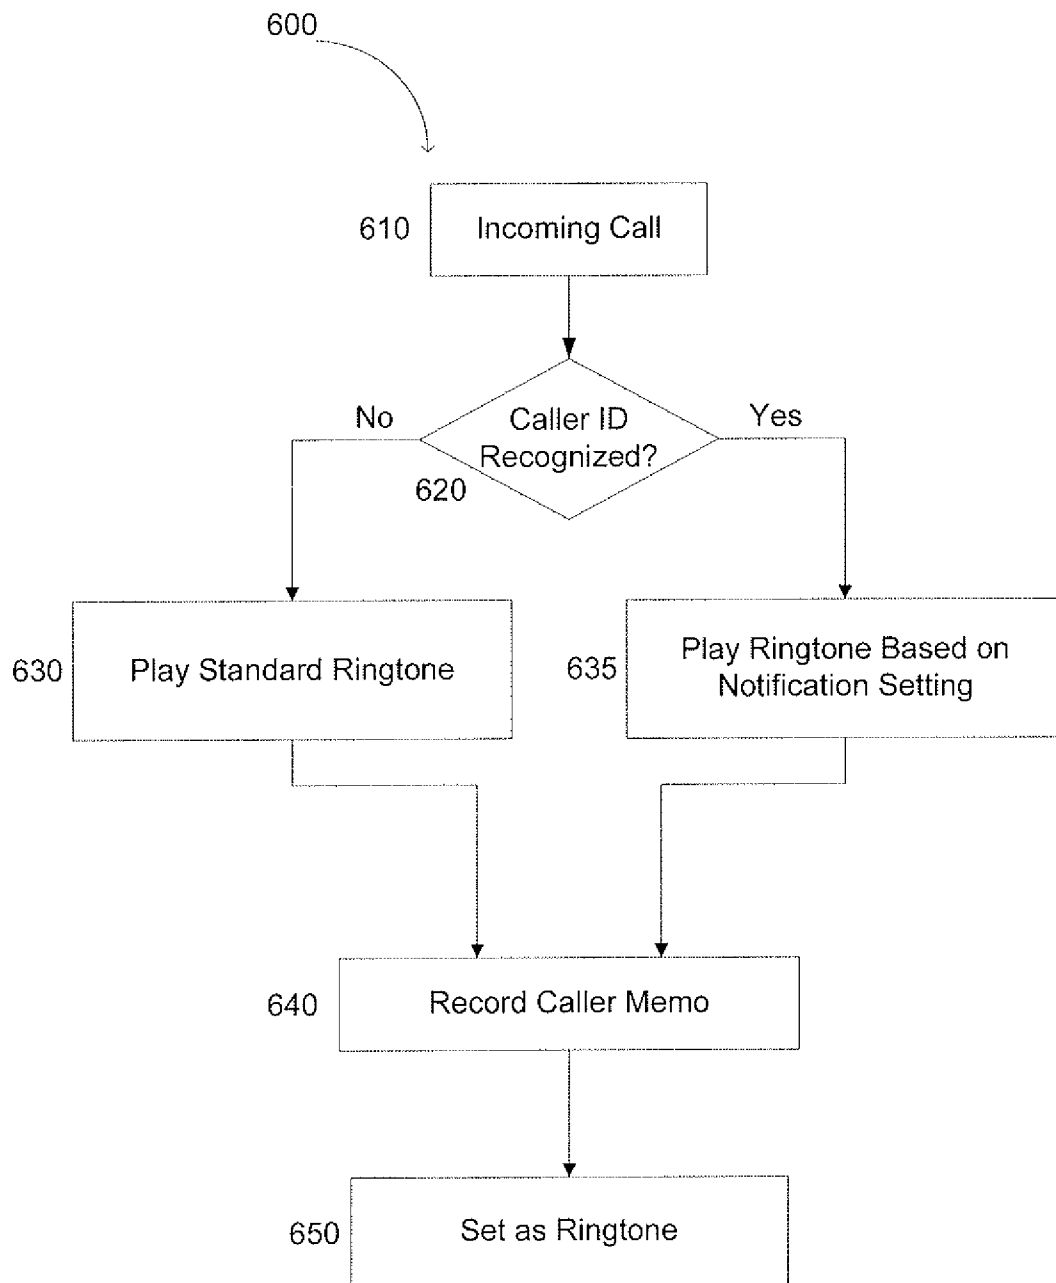 600
610
Incoming Call
No
Caller ID
Recognized?
Yes
620
630
Play Standard Ringtone
635
Play Ringtone Based on
Notification Setting
640
Record Caller Memo
650
Set as Ringtone